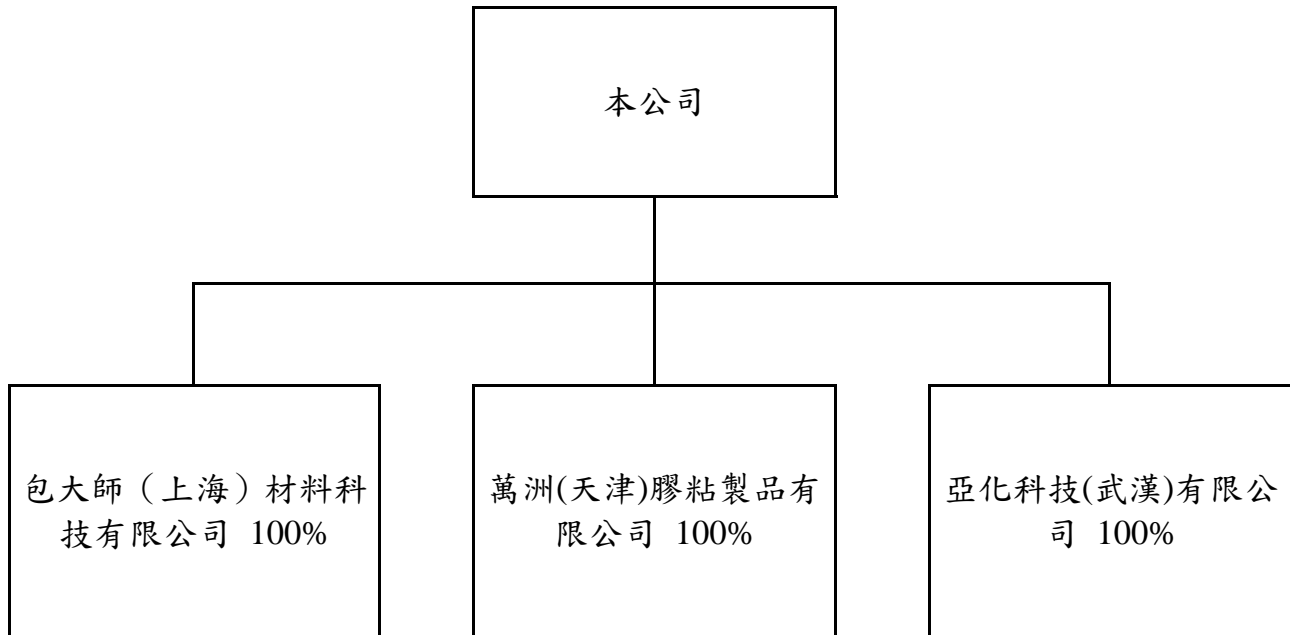 本公司
包大師（上海）材料科
技有限公司 100%
萬洲(天津)膠粘製品有
限公司 100%
亞化科技(武漢)有限公
司 100%